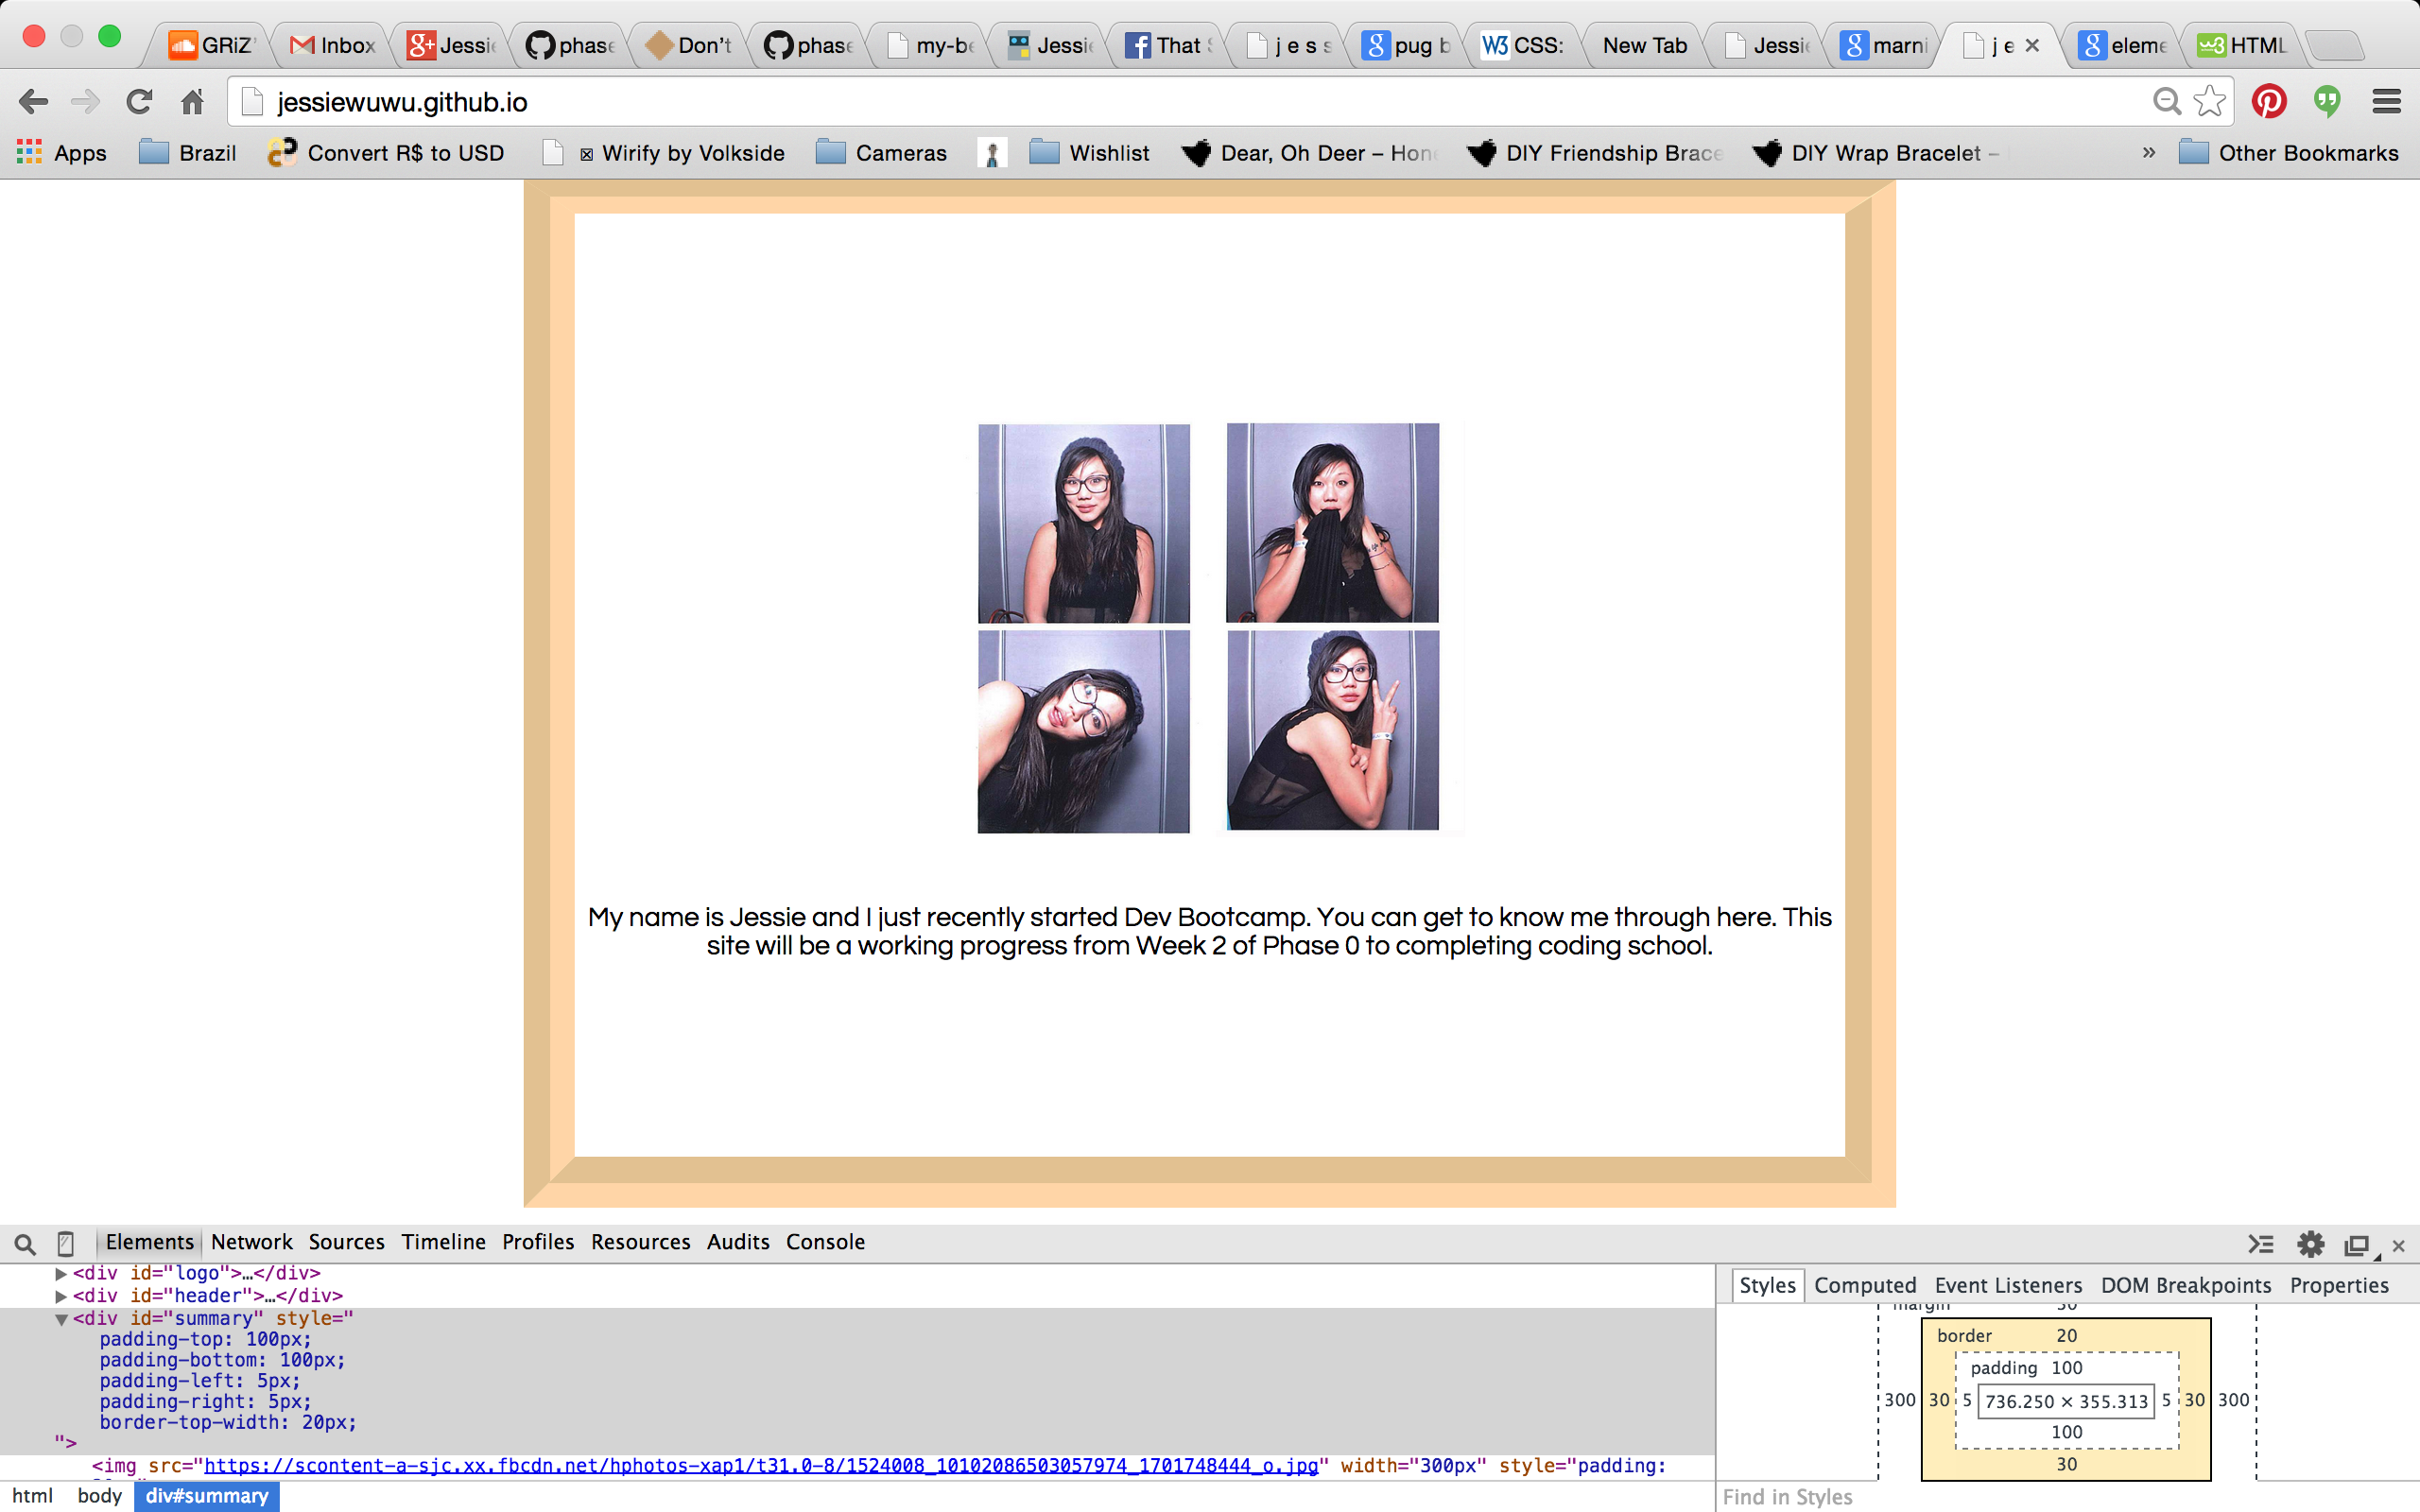 GRiZ'
Inbox
Jessie
phase
Don't
phase
my-be
Jessie
That S
j e s s
pug b
CSS:
New Tab
Jessie
marni
j e
eleme
HTML
jessiewuwu.github.io
Apps
Brazil
Convert R$ to USD
Wirify by Volkside
Cameras
Wishlist
Dear, Oh Deer – Hone
DIY Friendship Brace
DIY Wrap Bracelet –
»
Other Bookmarks
My name is Jessie and I just recently started Dev Bootcamp. You can get to know me through here. This
site will be a working progress from Week 2 of Phase 0 to completing coding school.
Elements Network Sources Timeline Profiles Resources Audits Console
<div id="logo">…</div>
<div id="header">…</div>
<div id="summary" style="
padding-top: 100px;
padding-bottom: 100px;
padding-left: 5px;
padding-right: 5px;
border-top-width: 20px;
">
<img src="https://scontent-a-sjc.xx.fbcdn.net/hphotos-xap1/t31.0-8/1524008_10102086503057974_1701748444_o.jpg" width="300px" style="padding:
html body div#summary
Styles Computed Event Listeners DOM Breakpoints Properties
margin 30
border 20
padding 100
300 30 5 736.250 × 355.313 5 30 300
100
30
Find in Styles